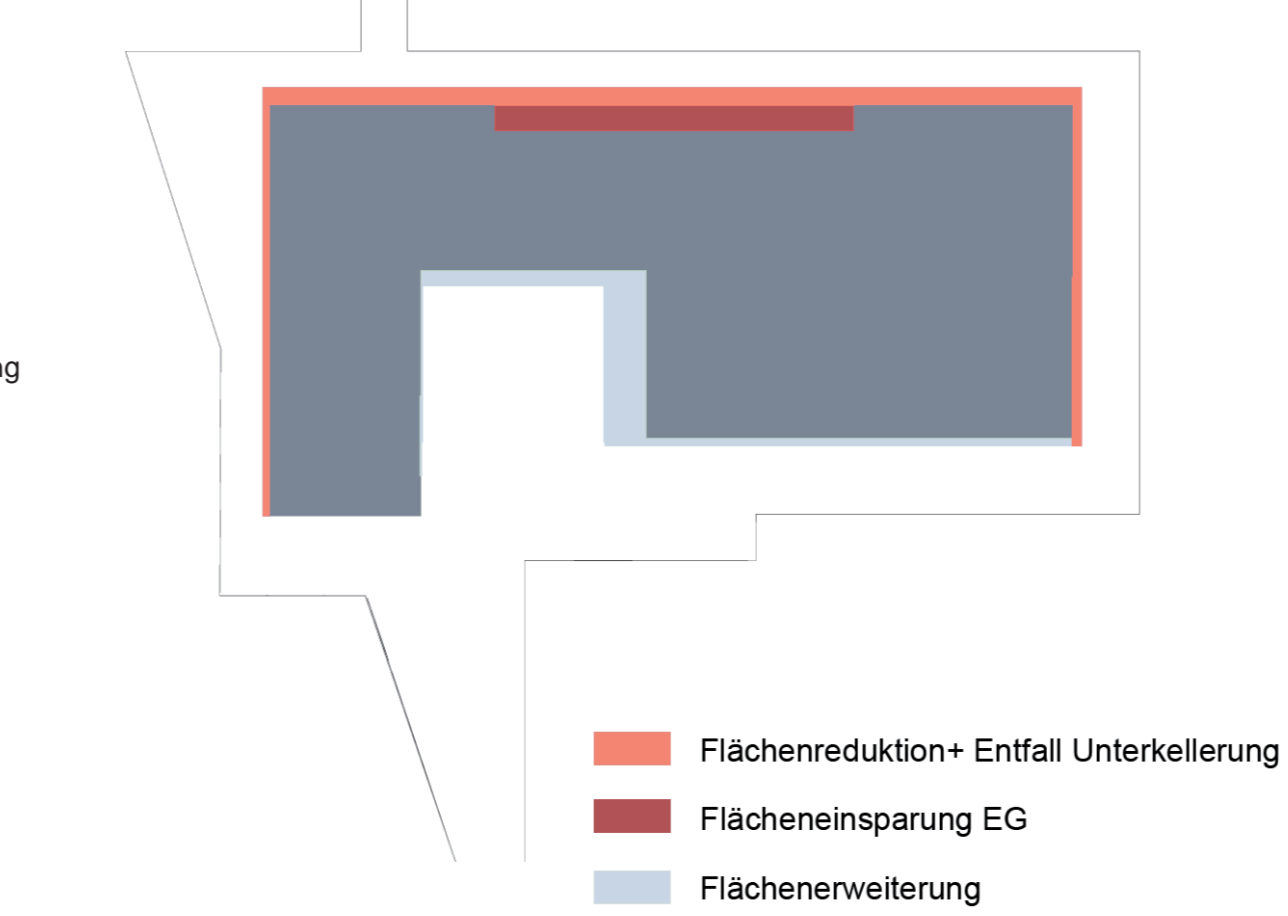 Flächenreduktion+ Entfall Unterkellerung
Flächeneinsparung EG
Flächenerweiterung